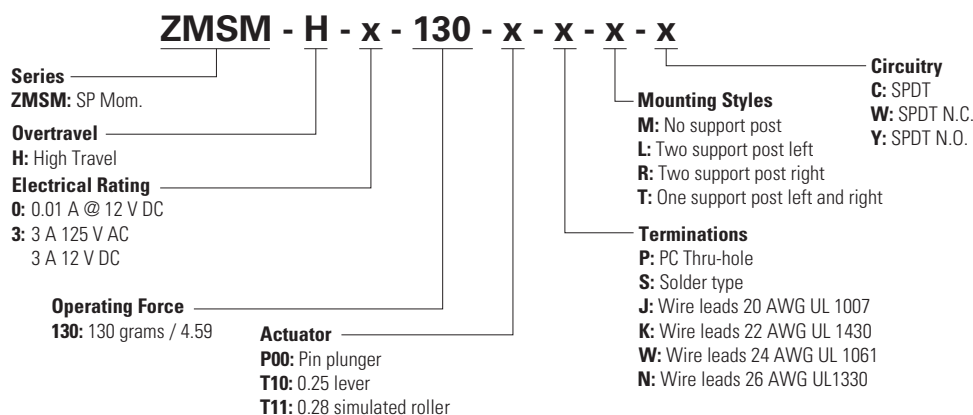 ZMSM - H - x - 130 - x - x - x - x
Series
ZMSM: SP Mom.
Overtravel
H: High Travel
Electrical Rating
0: 0.01 A @ 12 V DC
3: 3 A 125 V AC
3 A 12 V DC
Operating Force
130: 130 grams / 4.59
Actuator
P00: Pin plunger
T10: 0.25 lever
T11: 0.28 simulated roller
Terminations
P: PC Thru-hole
S: Solder type
J: Wire leads 20 AWG UL 1007
K: Wire leads 22 AWG UL 1430
W: Wire leads 24 AWG UL 1061
N: Wire leads 26 AWG UL1330
Mounting Styles
M: No support post
L: Two support post left
R: Two support post right
T: One support post left and right
Circuitry
C: SPDT
W: SPDT N.C.
Y: SPDT N.O.